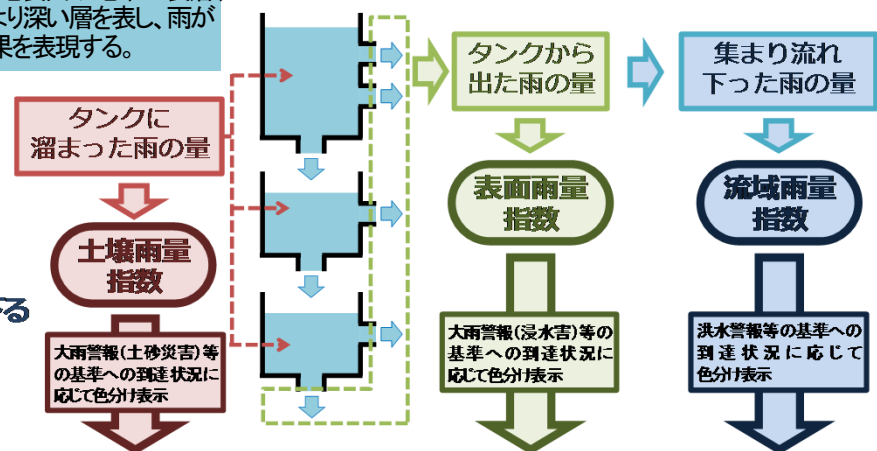 より深い層を表し、雨が
果を表現する。
タンクに
溜まった雨の量
土壌雨量
指数
大雨警報(土砂災害)等
の基準への到達状況に
応じて色分け表示
タンクから
出た雨の量
表面雨量
指数
大雨警報(浸水害)等の
基準への到達状況に
応じて色分け表示
集まり流れ
下った雨の量
流域雨量
指数
洪水警報等の基準への
到達状況に応じて
色分け表示
る